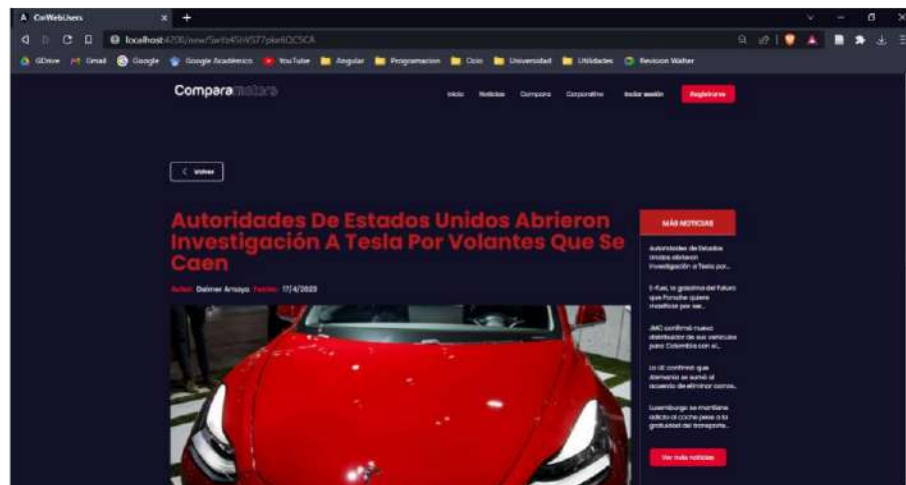 CmWebUsers
localhost:4200/new/
GDrive Gmail Google Google Académico YouTube Angular Programacion Ocio Universidad Utilidades Revision Walter
Comparamotors
Inicio Noticias Compara Corporativo Iniciar sesión Registrarse
Volver
Autoridades De Estados Unidos Abrieron
Investigación A Tesla Por Volantes Que Se
Caen
Autor: Deimer Amaya Fecha: 17/4/2023
MÁS NOTICIAS
Autoridades de Estados
Unidos abrieron
investigación a Tesla por...
E-Fuel, la gasolina del futuro
que Porsche quiere
masificar por ser...
JMC confirmó nuevo
distribuidor de sus vehículos
para Colombia con el...
La UE confirmó que
Alemania se sumó al
acuerdo de eliminar carros...
Luxemburgo se mantiene
adicto al coche pese a la
gratuidad del transporte...
Ver más noticias